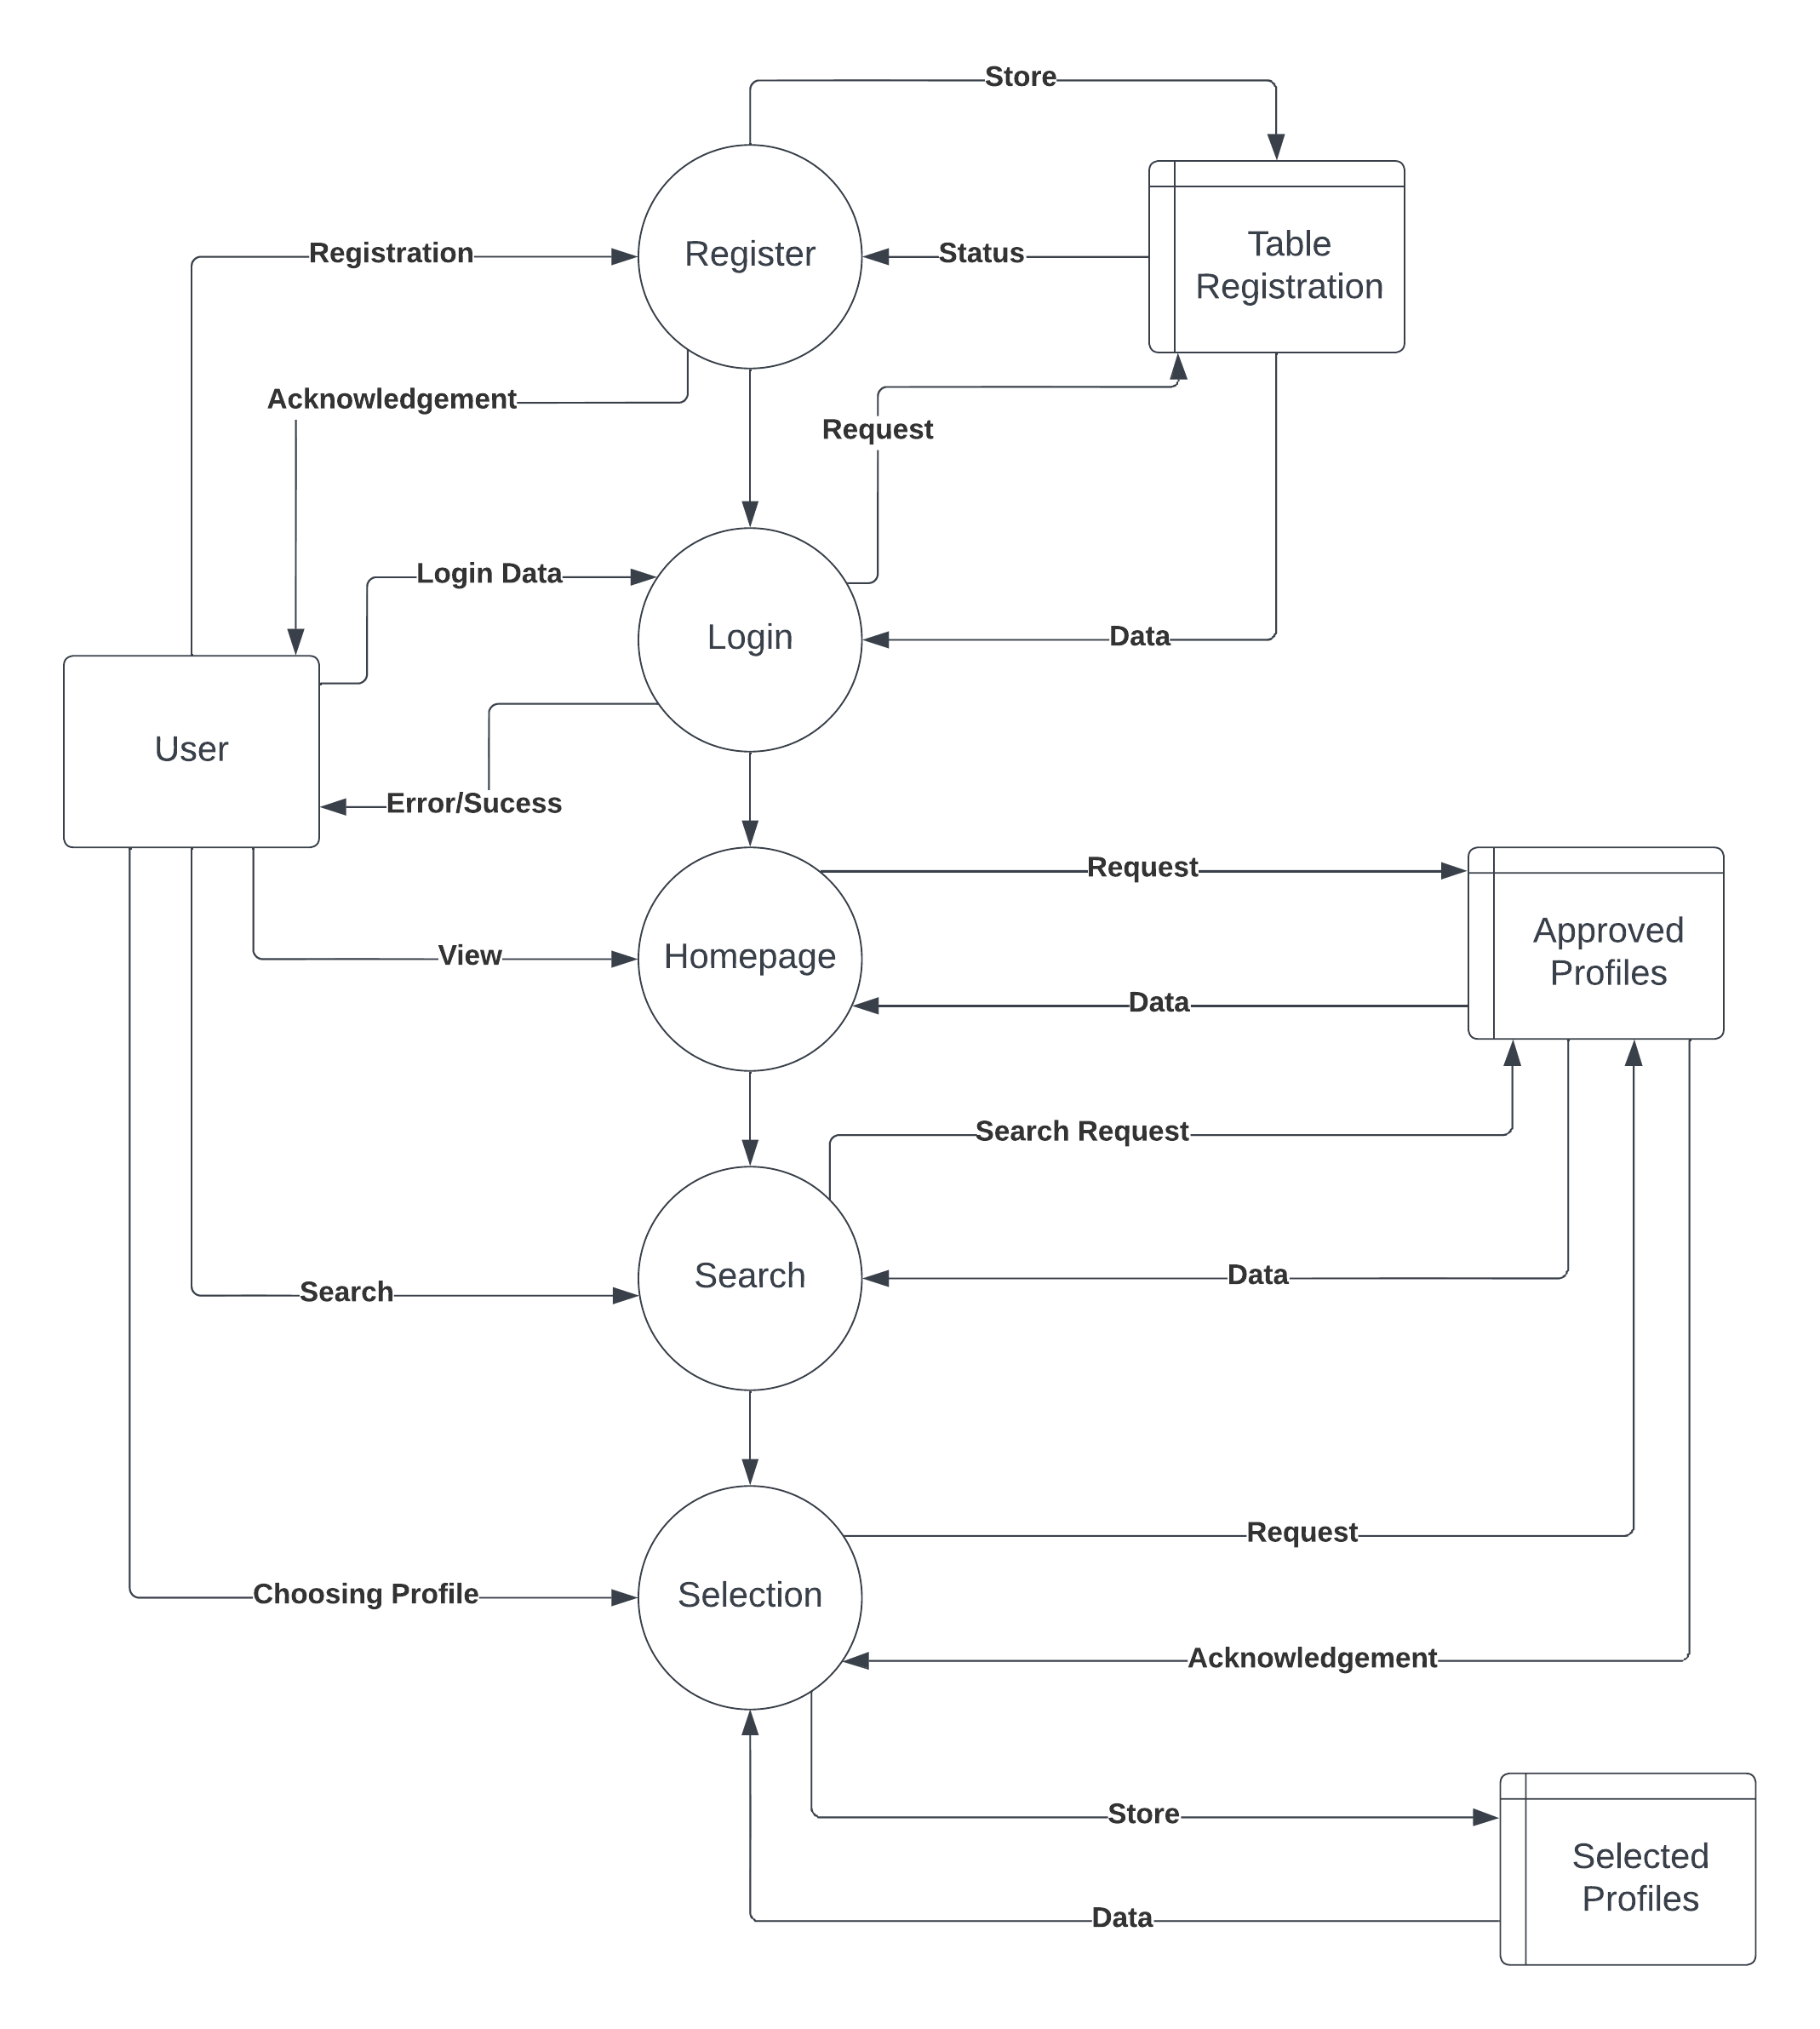 Store
Registration
Register
Status
Table
Registration
Acknowledgement
Request
Login Data
Login
Data
User
Error/Sucess
Request
View
Homepage
Approved
Profiles
Data
Search Request
Search
Search
Data
Request
Choosing Profile
Selection
Acknowledgement
Store
Selected
Profiles
Data